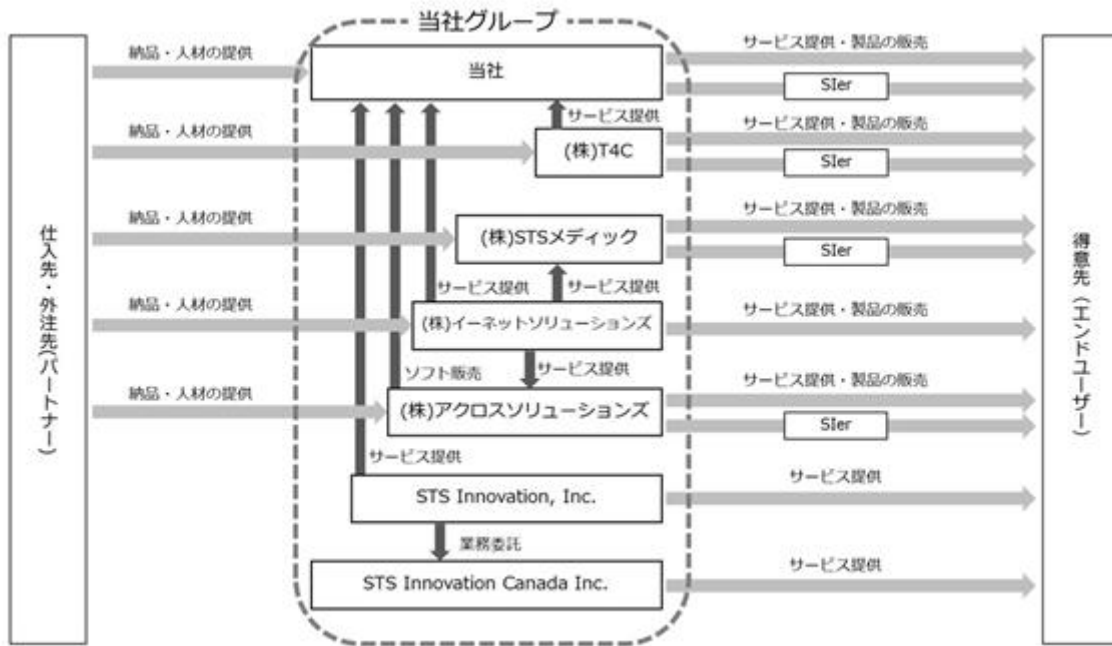 当社グループ
納品・人材の提供
当社
サービス提供・製品の販売
SIer
サービス提供
納品・人材の提供
(株)T4C
サービス提供・製品の販売
SIer
納品・人材の提供
(株)STSメディック
サービス提供・製品の販売
SIer
サービス提供
サービス提供
納品・人材の提供
(株)イーネットソリューションズ
サービス提供・製品の販売
ソフト販売
サービス提供
納品・人材の提供
(株)アクロスソリューションズ
サービス提供・製品の販売
SIer
サービス提供
STS Innovation, Inc.
サービス提供
業務委託
STS Innovation Canada Inc.
サービス提供
仕入先・外注先(パートナー)
得意先(エンドユーザー)